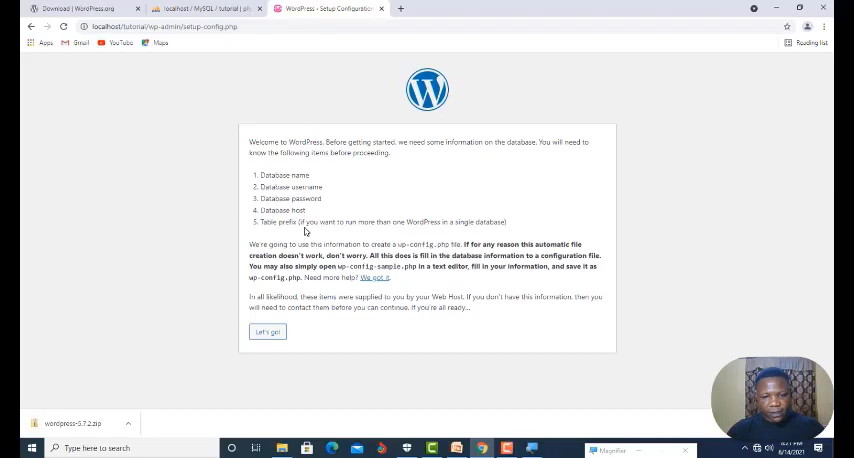 Download | WordPress.org
localhost / MySQL / tutorial | ph
WordPress › Setup Configuration
localhost/tutorial/wp-admin/setup-config.php
Apps
Gmail
YouTube
Maps
Reading list
Welcome to WordPress. Before getting started, we need some information on the database. You will need to
know the following items before proceeding.
1. Database name
2. Database username
3. Database password
4. Database host
5. Table prefix (if you want to run more than one WordPress in a single database)
We're going to use this information to create a wp-config.php file. If for any reason this automatic file
creation doesn't work, don't worry. All this does is fill in the database information to a configuration file.
You may also simply open wp-config-sample.php in a text editor, fill in your information, and save it as
wp-config.php. Need more help? We got it.
In all likelihood, these items were supplied to you by your Web Host. If you don't have this information, then you
will need to contact them before you can continue. If you're all ready...
Let's go!
wordpress-5.7.2.zip
Type here to search
Magnifier
6/14/2021